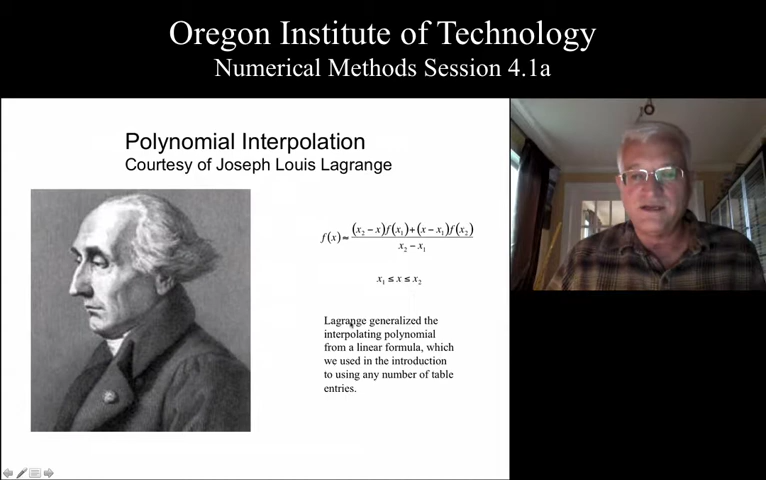 Oregon Institute of Technology
Numerical Methods Session 4.1a
Polynomial Interpolation
Courtesy of Joseph Louis Lagrange
f(x) ≈ ((x₂ − x)f(x₁) + (x − x₁)f(x₂)) / (x₂ − x₁)
x₁ ≤ x ≤ x₂
Lagrange generalized the
interpolating polynomial
from a linear formula, which
we used in the introduction
to using any number of table
entries.